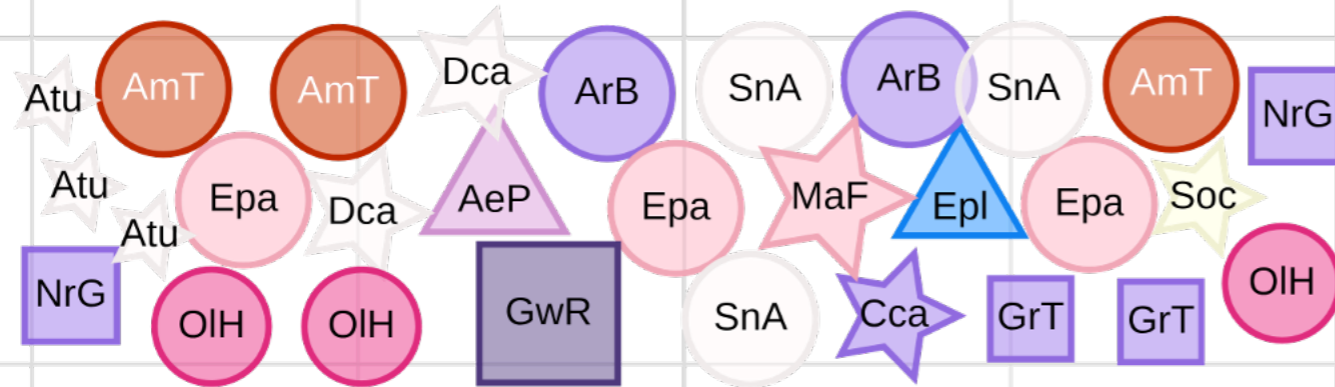 Atu
AmT
AmT
Dca
ArB
SnA
ArB
SnA
AmT
NrG
Atu
Epa
Dca
AeP
Epa
MaF
Epl
Epa
Soc
Atu
NrG
OlH
OlH
GwR
SnA
Cca
GrT
GrT
OlH